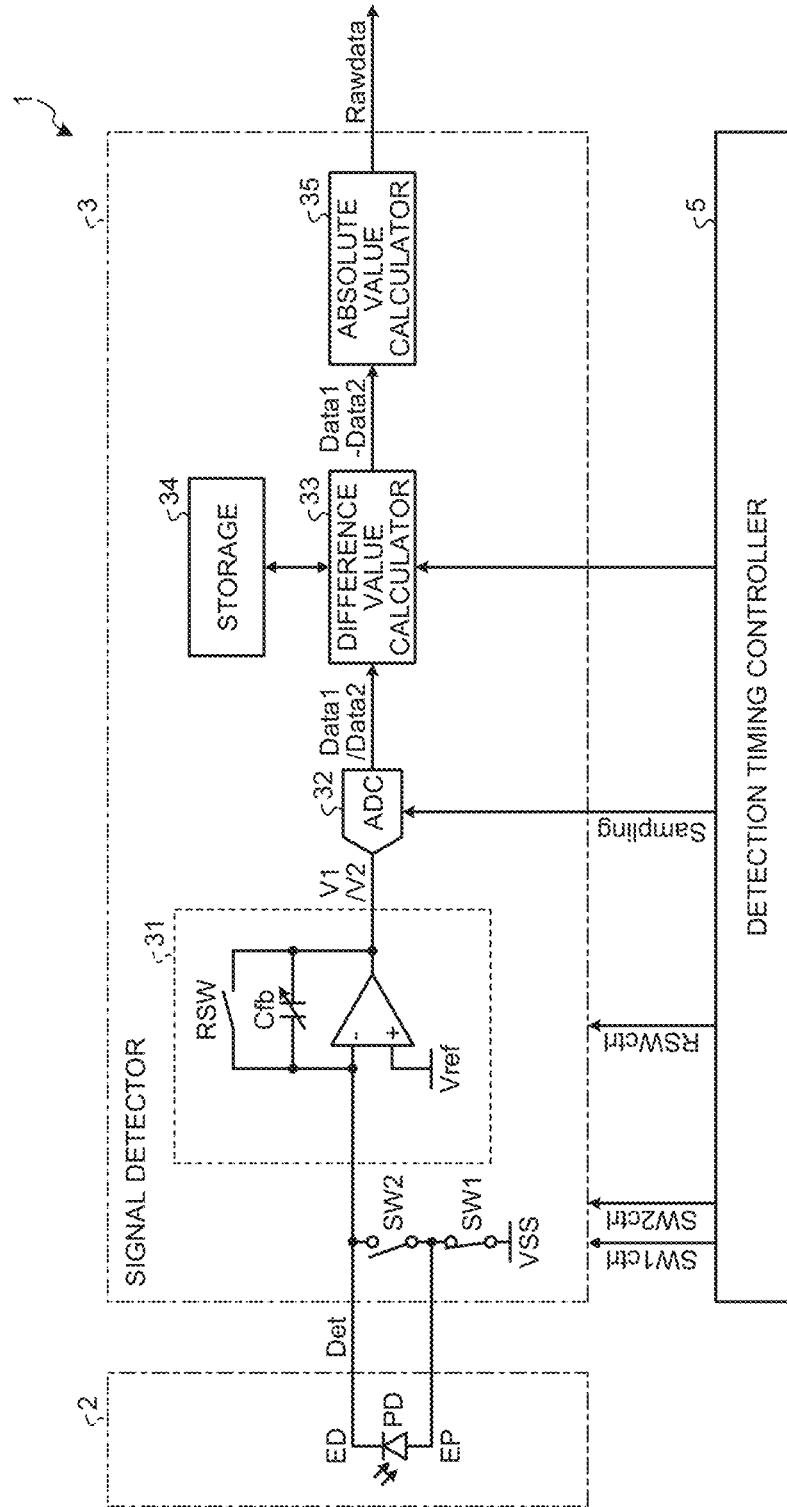 1
3
SIGNAL DETECTOR
31
RSW
Cfb
-
+
Vref
V1
/V2
32
ADC
Data1
/Data2
34
STORAGE
33
DIFFERENCE
VALUE
CALCULATOR
Data1
-Data2
35
ABSOLUTE
VALUE
CALCULATOR
Rawdata
2
ED
PD
EP
Det
SW2
SW1
VSS
SW1ctrl
SW2ctrl
RSWctrl
Sampling
5
DETECTION TIMING CONTROLLER